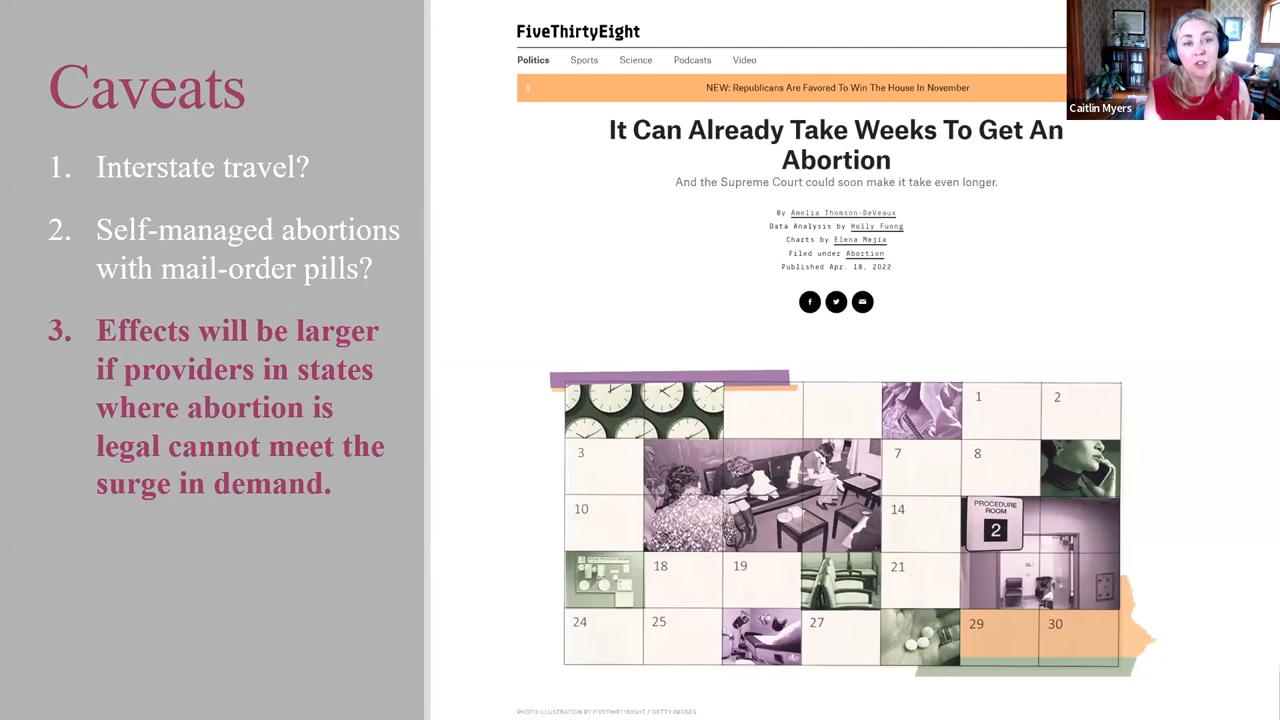 Caveats
1. Interstate travel?
2. Self-managed abortions
with mail-order pills?
3. Effects will be larger
if providers in states
where abortion is
legal cannot meet the
surge in demand.
FiveThirtyEight
Politics Sports Science Podcasts Video
NEW: Republicans Are Favored To Win The House In November
It Can Already Take Weeks To Get An
Abortion
And the Supreme Court could soon make it take even longer.
By Amelia Thomson-DeVeaux
Data Analysis by Holly Fuong
Charts by Elena Mejía
Filed under Abortion
Published Apr. 18, 2022
1 2
3 7 8
10 14
PROCEDURE
ROOM
2
18 19 21
24 25 27 29 30
PHOTO ILLUSTRATION BY FIVETHIRTYEIGHT / GETTY IMAGES
Caitlin Myers